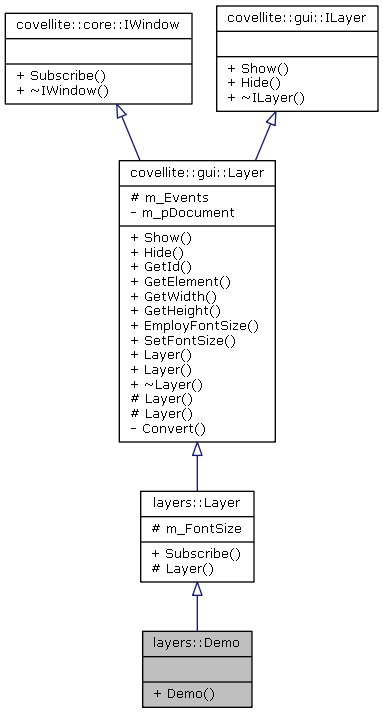 covellite::core::IWindow
+ Subscribe()
+ ~IWindow()
covellite::gui::ILayer
+ Show()
+ Hide()
+ ~ILayer()
covellite::gui::Layer
# m_Events
- m_pDocument
+ Show()
+ Hide()
+ GetId()
+ GetElement()
+ GetWidth()
+ GetHeight()
+ EmployFontSize()
+ SetFontSize()
+ Layer()
+ Layer()
+ ~Layer()
# Layer()
# Layer()
- Convert()
layers::Layer
# m_FontSize
+ Subscribe()
# Layer()
layers::Demo
+ Demo()